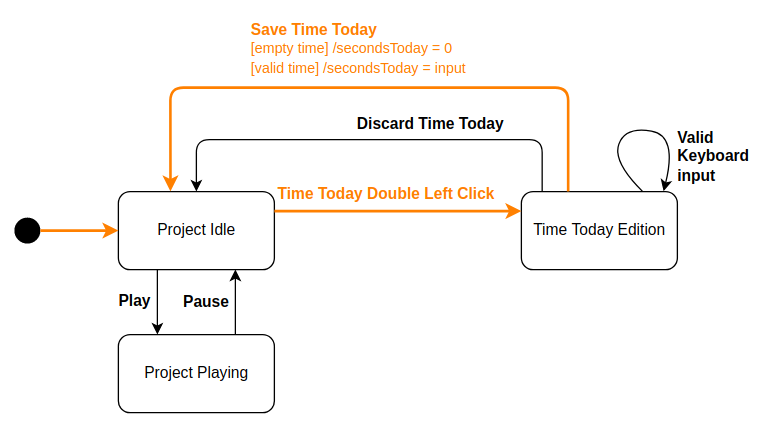 Save Time Today
[empty time] /secondsToday = 0
[valid time] /secondsToday = input
Discard Time Today
Valid
Keyboard
input
Time Today Double Left Click
Project Idle
Time Today Edition
Play
Pause
Project Playing